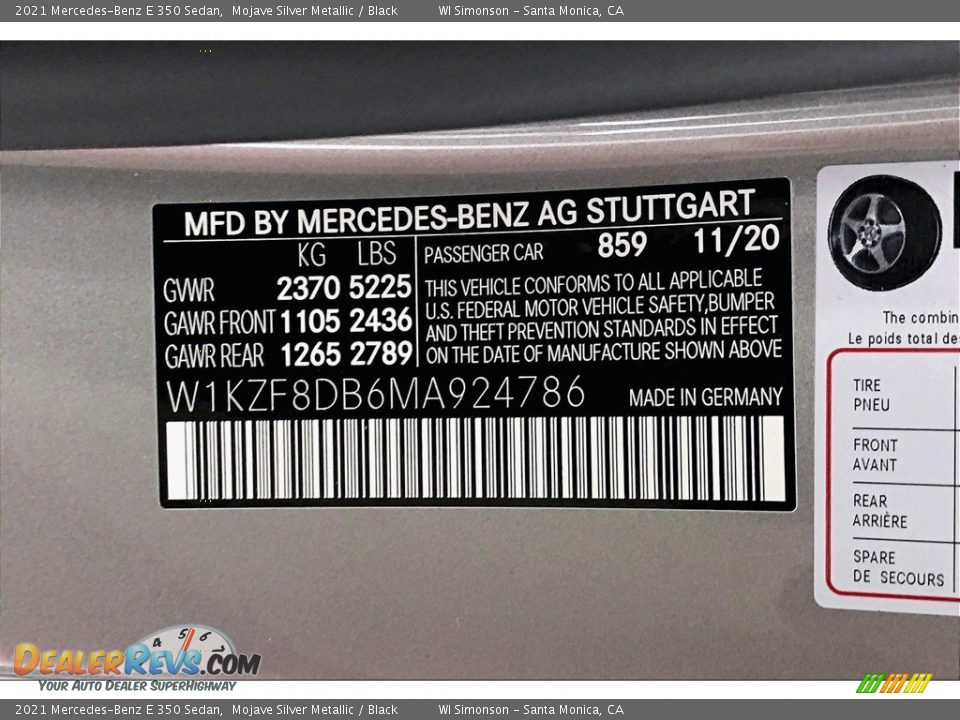 2021 Mercedes-Benz E 350 Sedan,  Mojave Silver Metallic / Black  WI Simonson - Santa Monica, CA
MFD BY MERCEDES-BENZ AG STUTTGART
KG LBS PASSENGER CAR 859 11/20
GWR 2370 5225
GAWR FRONT 1105 2436
GAWR REAR 1265 2789
THIS VEHICLE CONFORMS TO ALL APPLICABLE
U.S. FEDERAL MOTOR VEHICLE SAFETY,BUMPER
AND THEFT PREVENTION STANDARDS IN EFFECT
ON THE DATE OF MANUFACTURE SHOWN ABOVE
W1KZF8DB6MA924786 MADE IN GERMANY
The combin
Le poids total de
TIRE
PNEU
FRONT
AVANT
REAR
ARRIÈRE
SPARE
DE SECOURS
4 5 6 7
DEALERREVS.COM
YOUR AUTO DEALER SUPERHIGHWAY
2021 Mercedes-Benz E 350 Sedan,  Mojave Silver Metallic / Black  WI Simonson - Santa Monica, CA